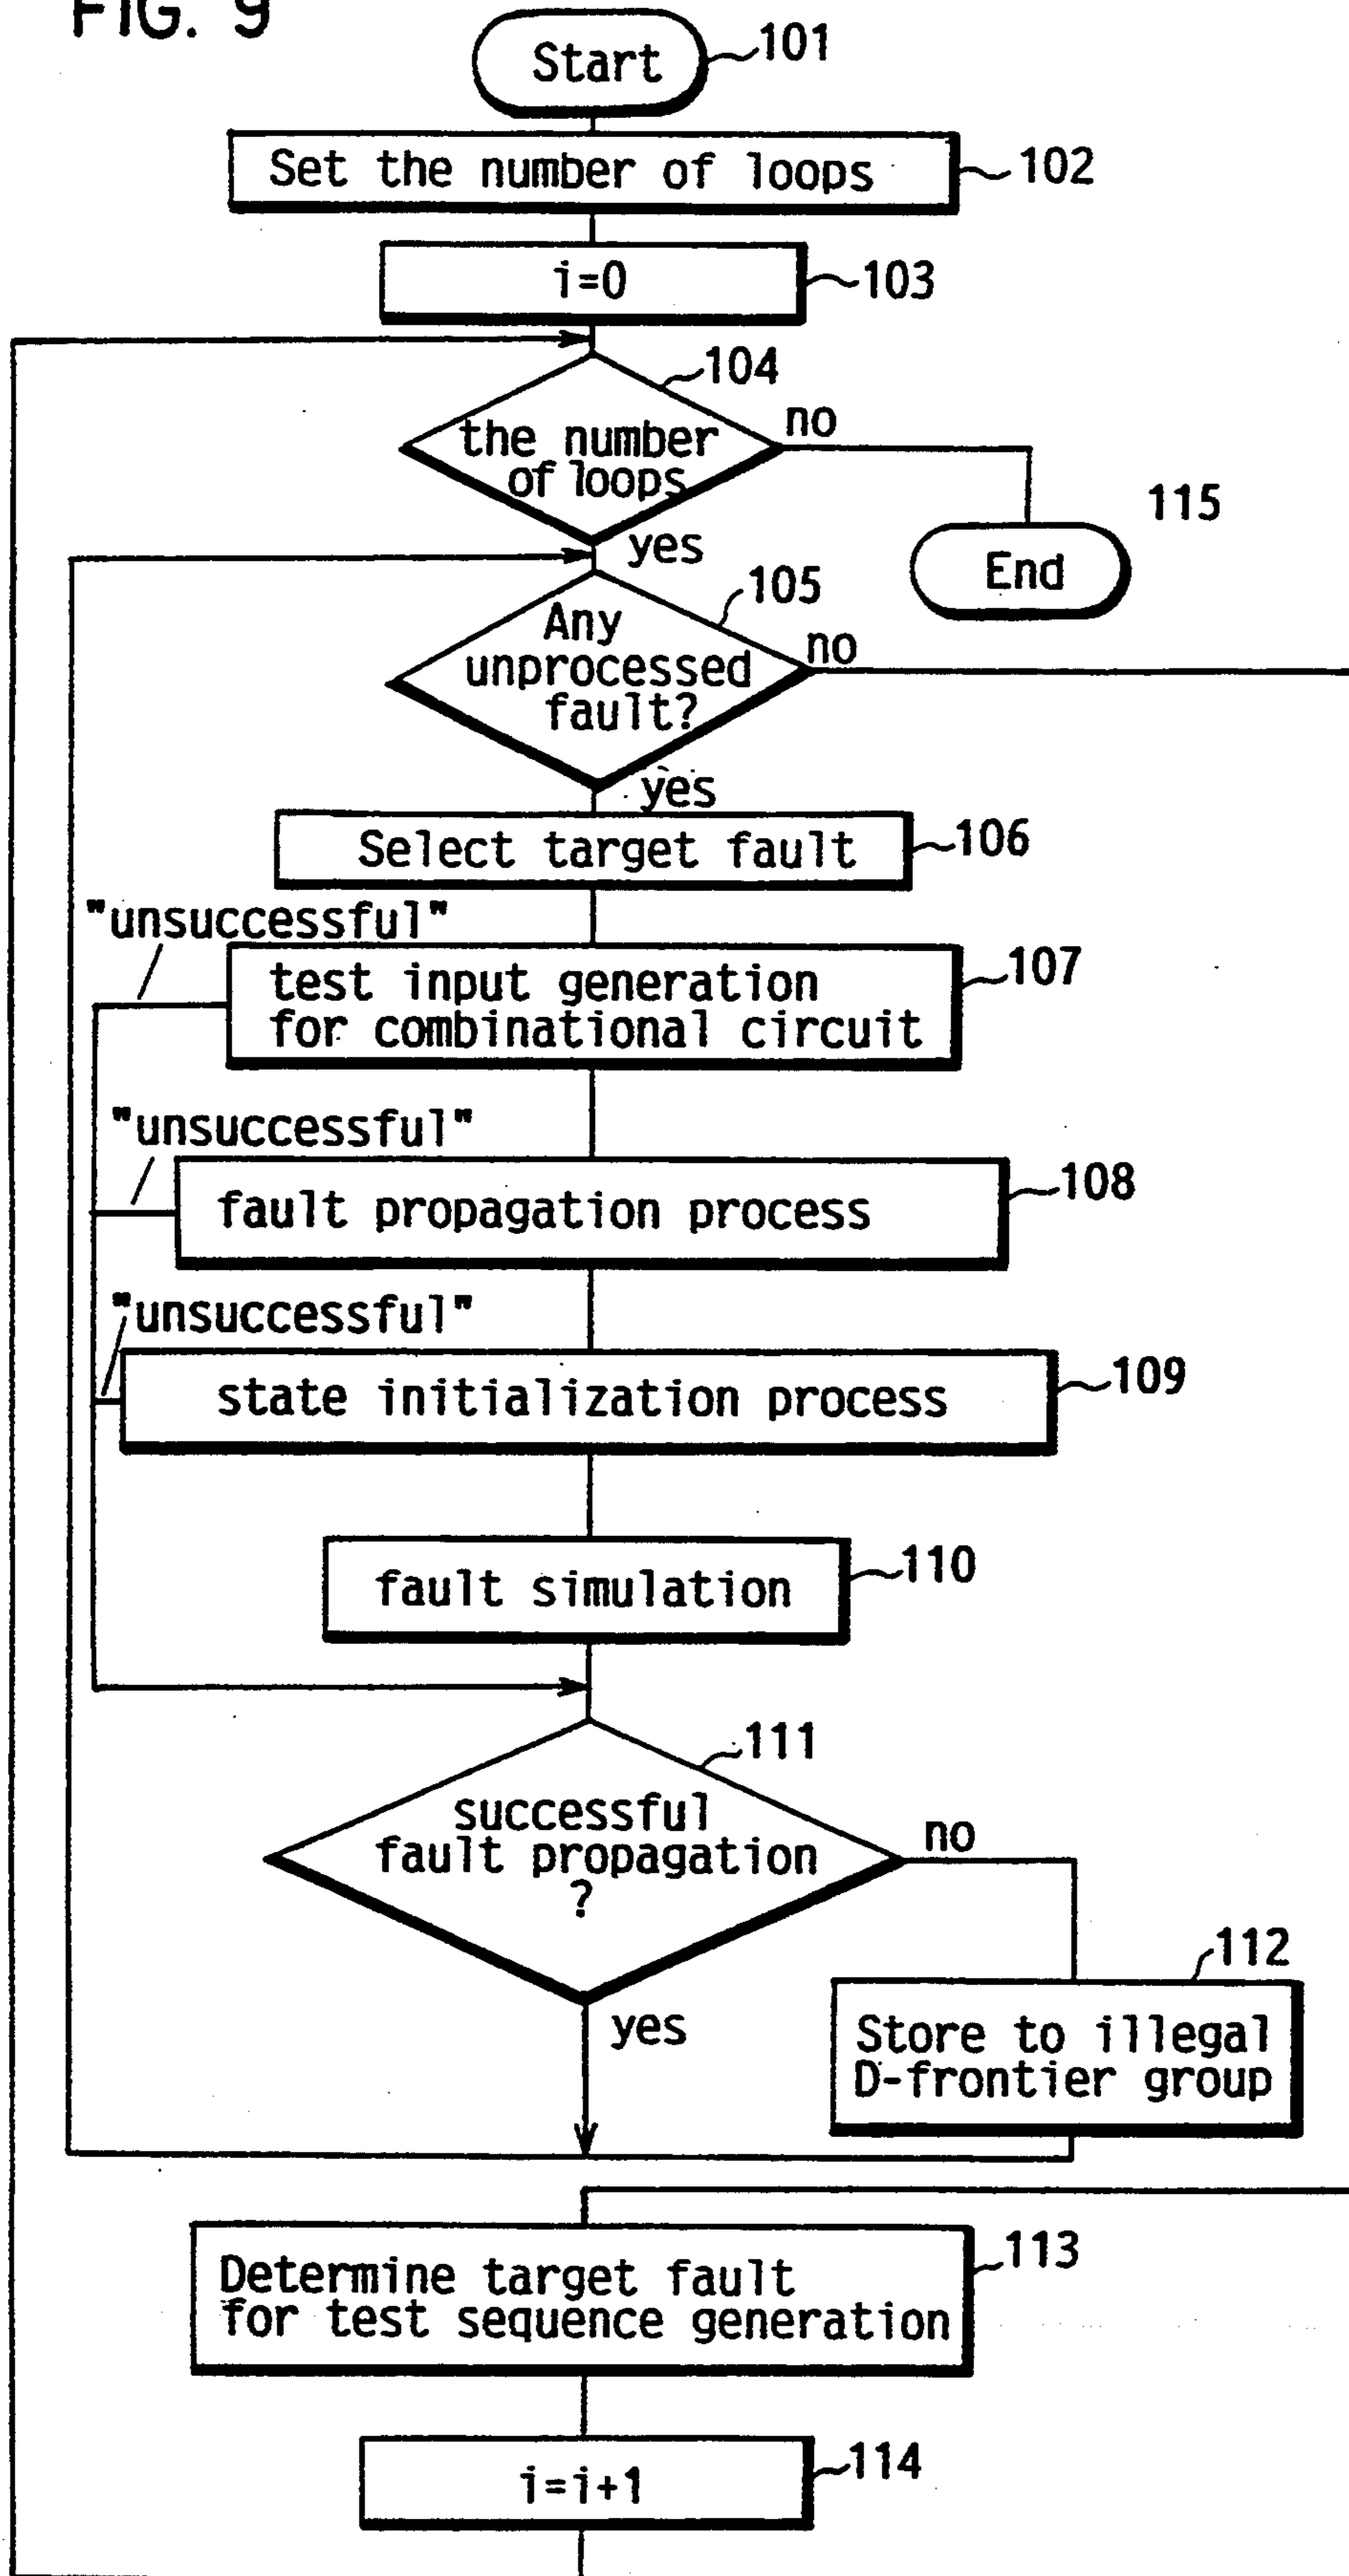 FIG. 9
Start
101
Set the number of loops
102
i=0
103
104
the number
of loops
no
yes
115
End
105
Any
unprocessed
fault?
no
yes
Select target fault
106
"unsuccessful"
test input generation
for combinational circuit
107
"unsuccessful"
fault propagation process
108
"unsuccessful"
state initialization process
109
fault simulation
110
111
successful
fault propagation
?
no
yes
112
Store to illegal
D-frontier group
Determine target fault
for test sequence generation
113
i=i+1
114